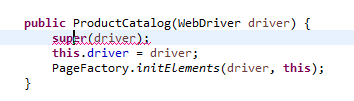 public ProductCatalog(WebDriver driver) {
super(driver);
this.driver = driver;
PageFactory.initElements(driver, this);
}